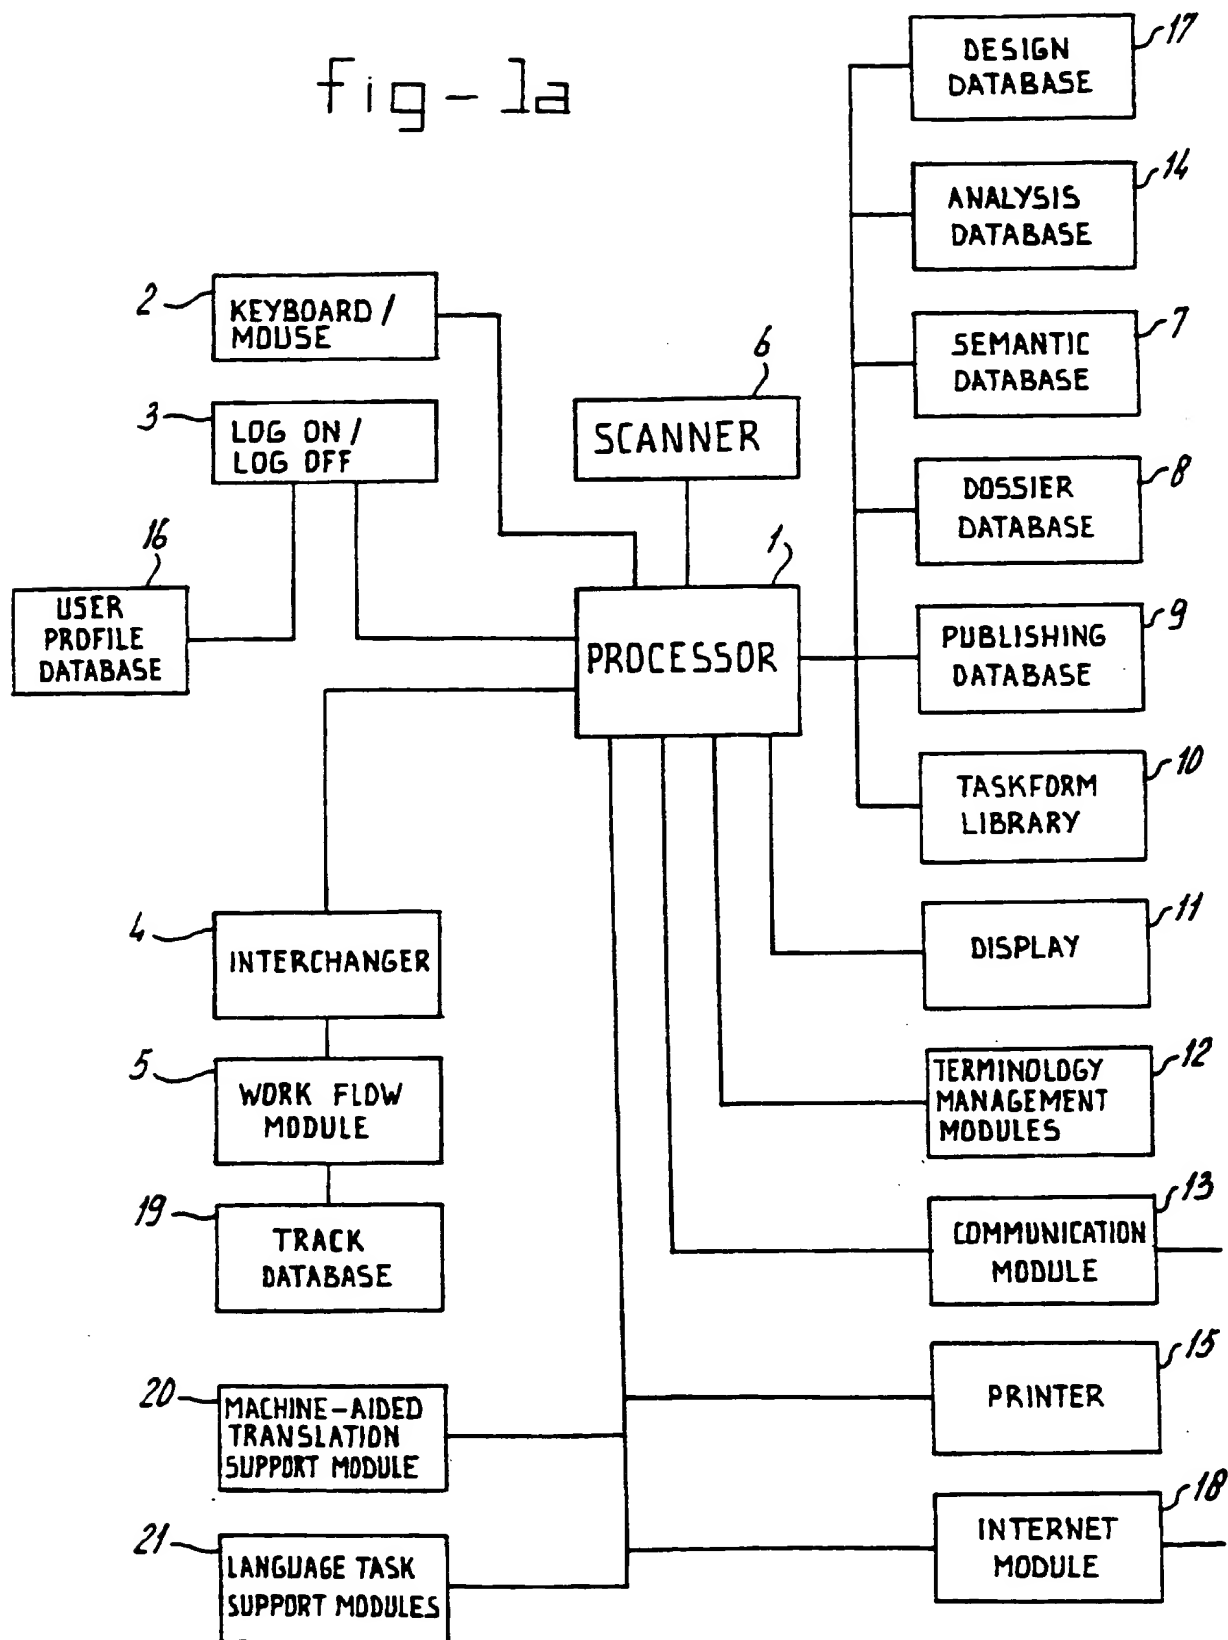 fig-1a
17
DESIGN
DATABASE
14
ANALYSIS
DATABASE
2
KEYBOARD /
MOUSE
7
SEMANTIC
DATABASE
6
SCANNER
3
LOG ON /
LOG OFF
8
DOSSIER
DATABASE
16
USER
PROFILE
DATABASE
1
PROCESSOR
9
PUBLISHING
DATABASE
10
TASKFORM
LIBRARY
4
INTERCHANGER
11
DISPLAY
5
WORK FLOW
MODULE
12
TERMINOLOGY
MANAGEMENT
MODULES
19
TRACK
DATABASE
13
COMMUNICATION
MODULE
15
PRINTER
20
MACHINE-AIDED
TRANSLATION
SUPPORT MODULE
18
INTERNET
MODULE
21
LANGUAGE TASK
SUPPORT MODULES